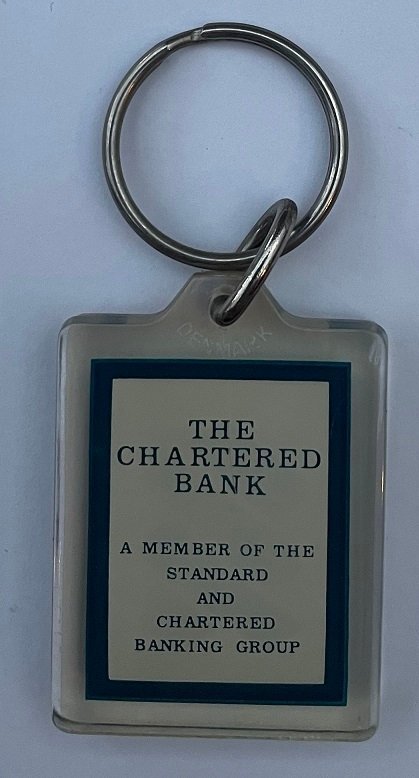 DENMARK
THE
CHARTERED
BANK
A MEMBER OF THE
STANDARD
AND
CHARTERED
BANKING GROUP